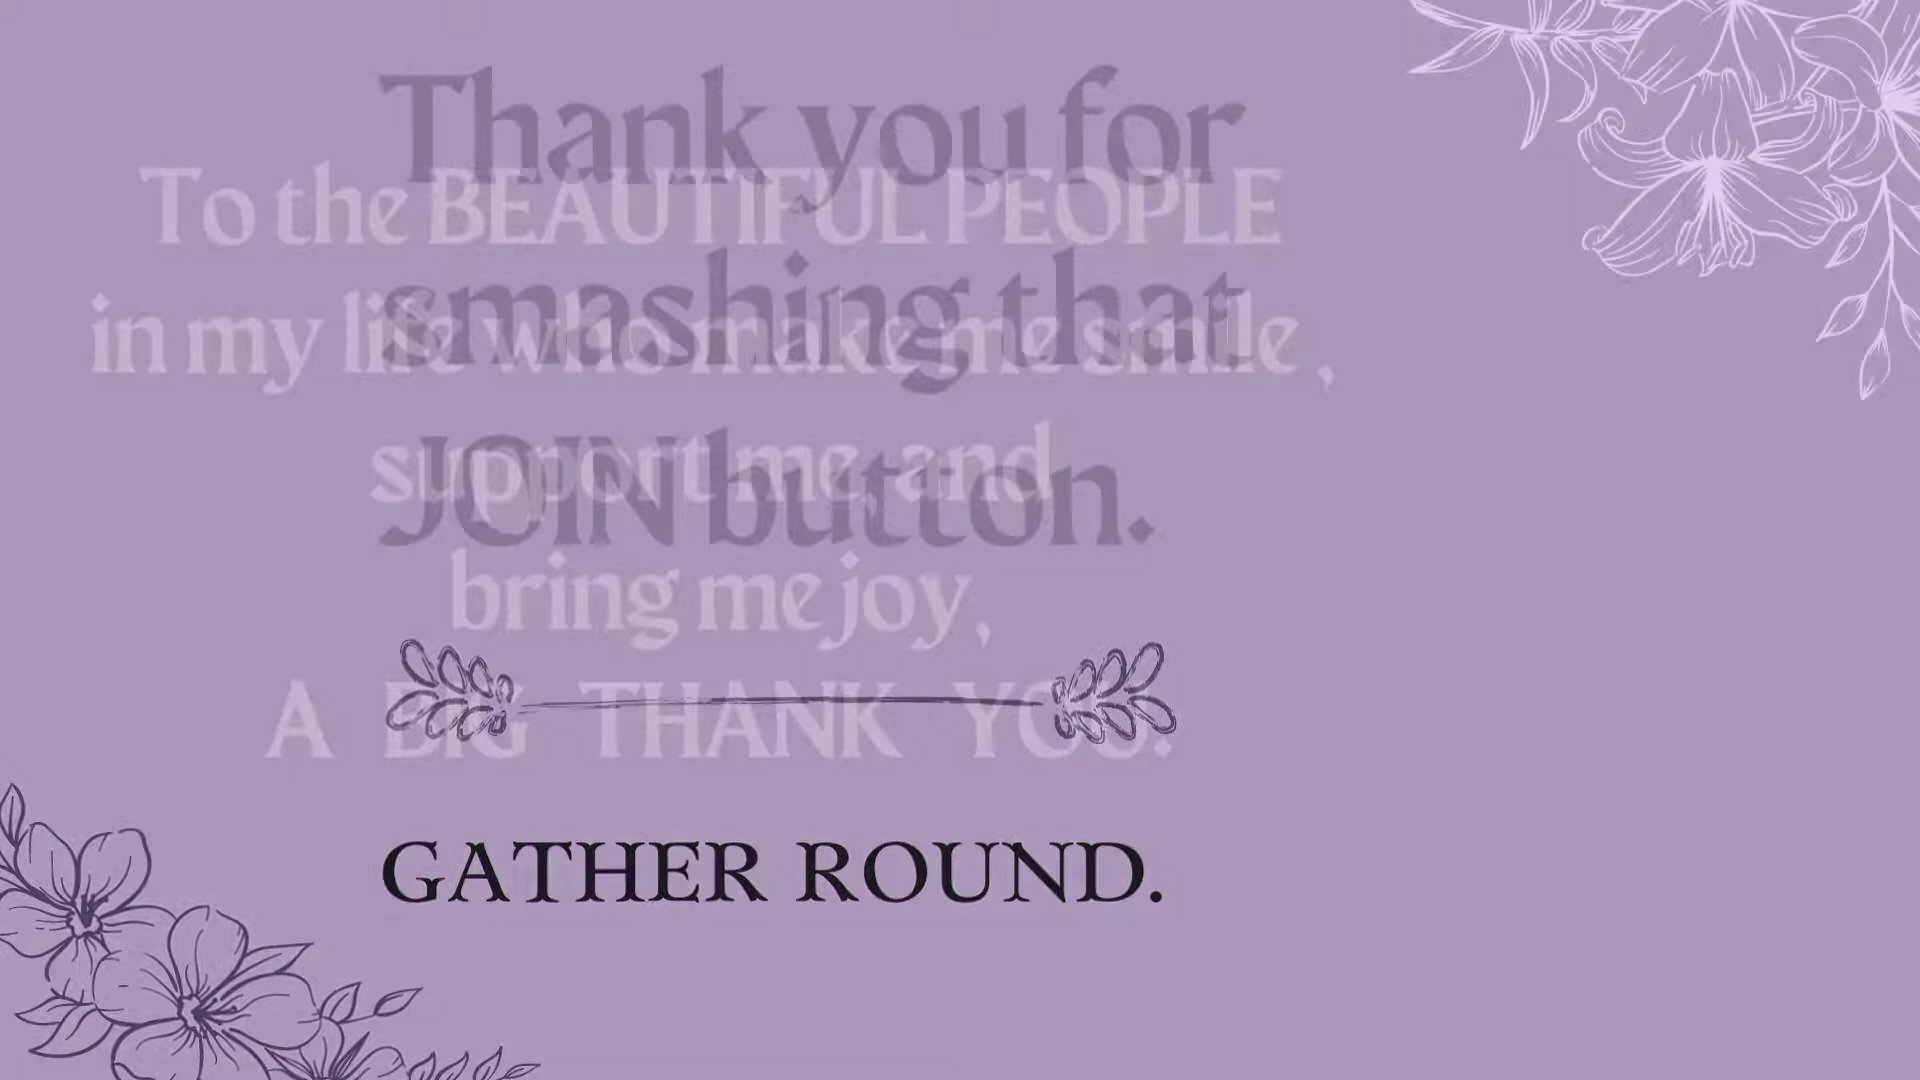 Thank you for
To the BEAUTIFUL PEOPLE
smashing that
in my life who make me smile ,
support me and
JOIN button.
bring me joy ,
A BIG THANK YOU.
GATHER ROUND.